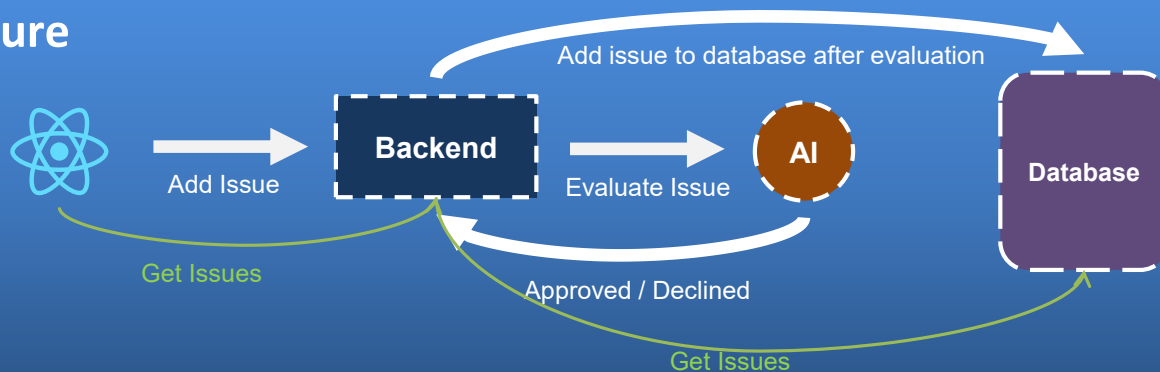 ure
Add issue to database after evaluation
Backend
AI
Database
Add Issue
Evaluate Issue
Get Issues
Approved / Declined
Get Issues